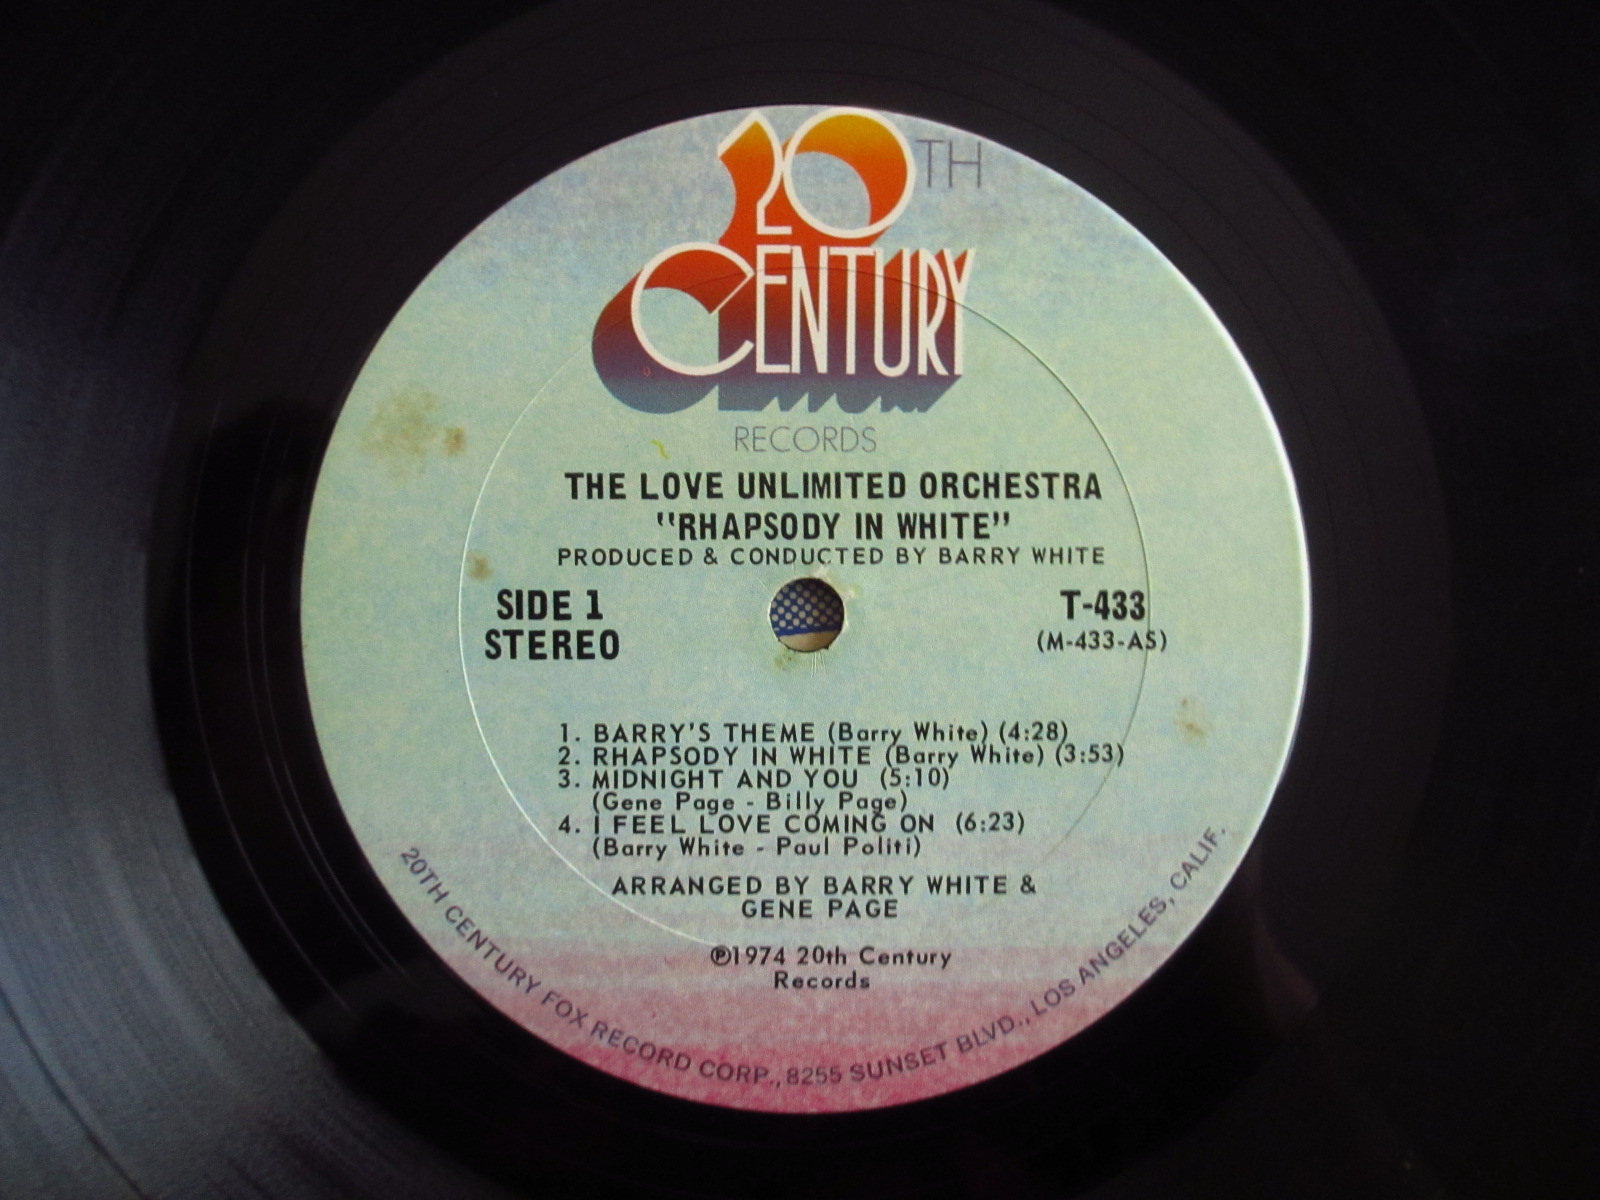 20TH
CENTURY
RECORDS
THE LOVE UNLIMITED ORCHESTRA
"RHAPSODY IN WHITE"
PRODUCED & CONDUCTED BY BARRY WHITE
SIDE 1
STEREO
T-433
(M-433-AS)
1. BARRY'S THEME (Barry White) (4:28)
2. RHAPSODY IN WHITE (Barry White) (3:53)
3. MIDNIGHT AND YOU (5:10)
(Gene Page - Billy Page)
4. I FEEL LOVE COMING ON (6:23)
(Barry White - Paul Politi)
ARRANGED BY BARRY WHITE &
GENE PAGE
℗1974 20th Century
Records
20TH CENTURY FOX RECORD CORP., 8255 SUNSET BLVD., LOS ANGELES, CALIF.